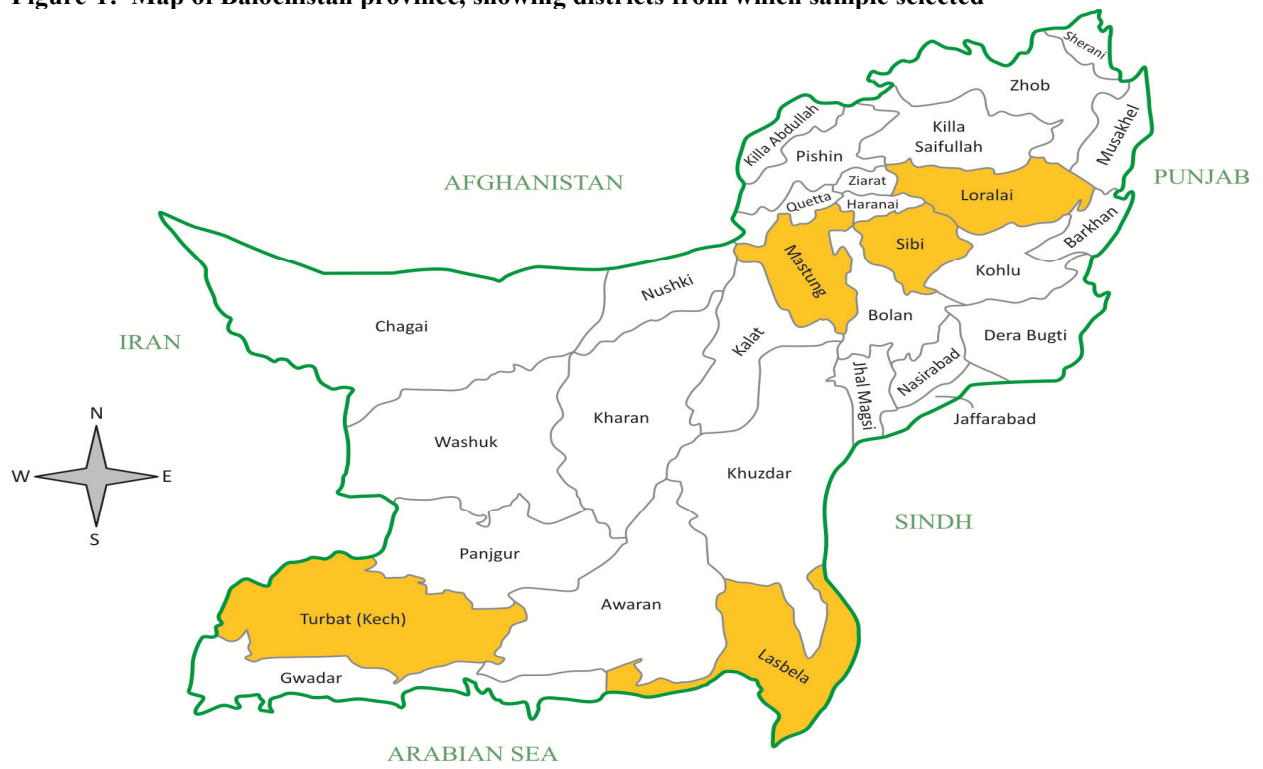 Figure 1: Map of Balochistan province, showing districts from which sample selected
Sherani
Zhob
Killa Abdullah
Killa
Saifullah
Musakhel
Pishin
AFGHANISTAN
Ziarat
PUNJAB
Loralai
Quetta
Haranai
Barkhan
Sibi
Mastung
Kohlu
Nushki
Chagai
Bolan
IRAN
Kalat
Dera Bugti
Jhal Magsi
Nasirabad
N
Kharan
Jaffarabad
Washuk
W
E
Khuzdar
SINDH
S
Panjgur
Awaran
Turbat (Kech)
Lasbela
Gwadar
ARABIAN SEA